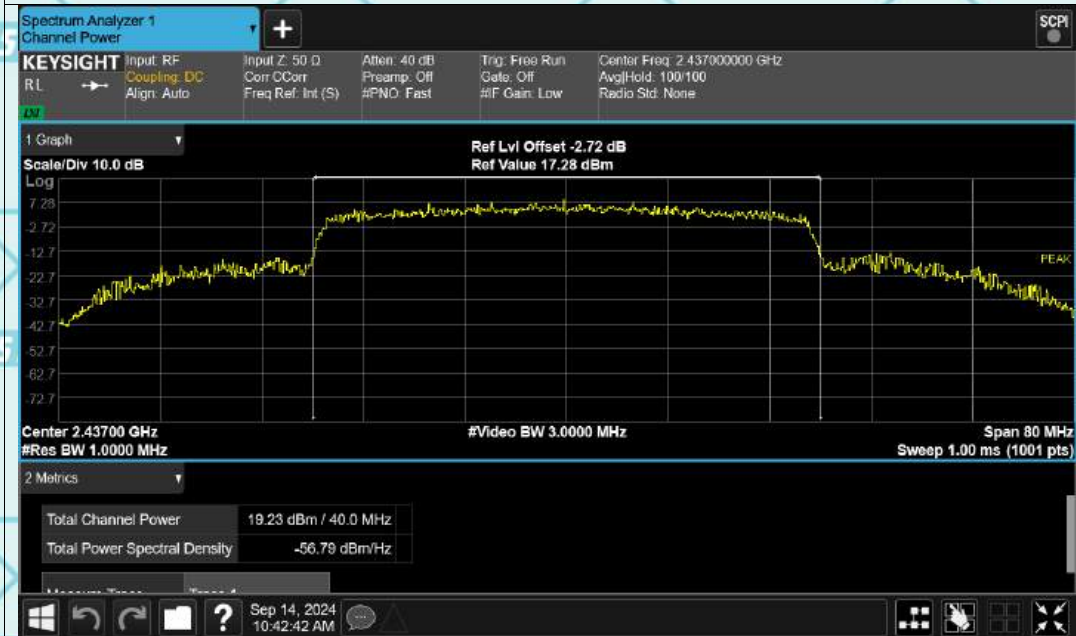 Spectrum Analyzer 1
Channel Power
+
SCPI
KEYSIGHT
RL
LXI
Input: RF
Coupling: DC
Align: Auto
Input Z: 50 Ω
Corr CCorr
Freq Ref: Int (S)
Atten: 40 dB
Preamp: Off
#PNO: Fast
Trig: Free Run
Gate: Off
#IF Gain: Low
Center Freq: 2.437000000 GHz
Avg|Hold: 100/100
Radio Std: None
1 Graph
Scale/Div 10.0 dB
Ref Lvl Offset -2.72 dB
Ref Value 17.28 dBm
Log
7.28
-2.72
-12.7
-22.7
-32.7
-42.7
-52.7
-62.7
-72.7
PEAK
Center 2.43700 GHz
#Res BW 1.0000 MHz
#Video BW 3.0000 MHz
Span 80 MHz
Sweep 1.00 ms (1001 pts)
2 Metrics
Total Channel Power 19.23 dBm / 40.0 MHz
Total Power Spectral Density -56.79 dBm/Hz
?
Sep 14, 2024
10:42:42 AM